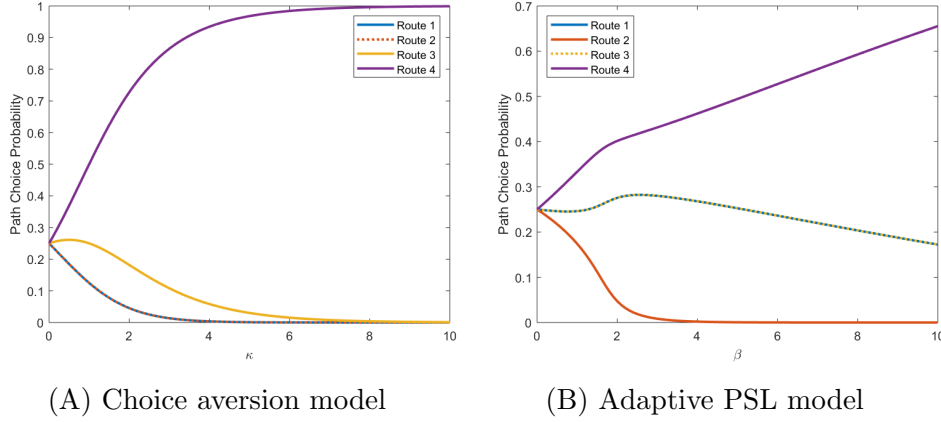 1
0.9
0.8
0.7
0.6
0.5
0.4
0.3
0.2
0.1
0
Path Choice Probability
0 2 4 6 8 10
κ
Route 1
Route 2
Route 3
Route 4
(A) Choice aversion model
0.7
0.6
0.5
0.4
0.3
0.2
0.1
0
Path Choice Probability
0 2 4 6 8 10
β
Route 1
Route 2
Route 3
Route 4
(B) Adaptive PSL model